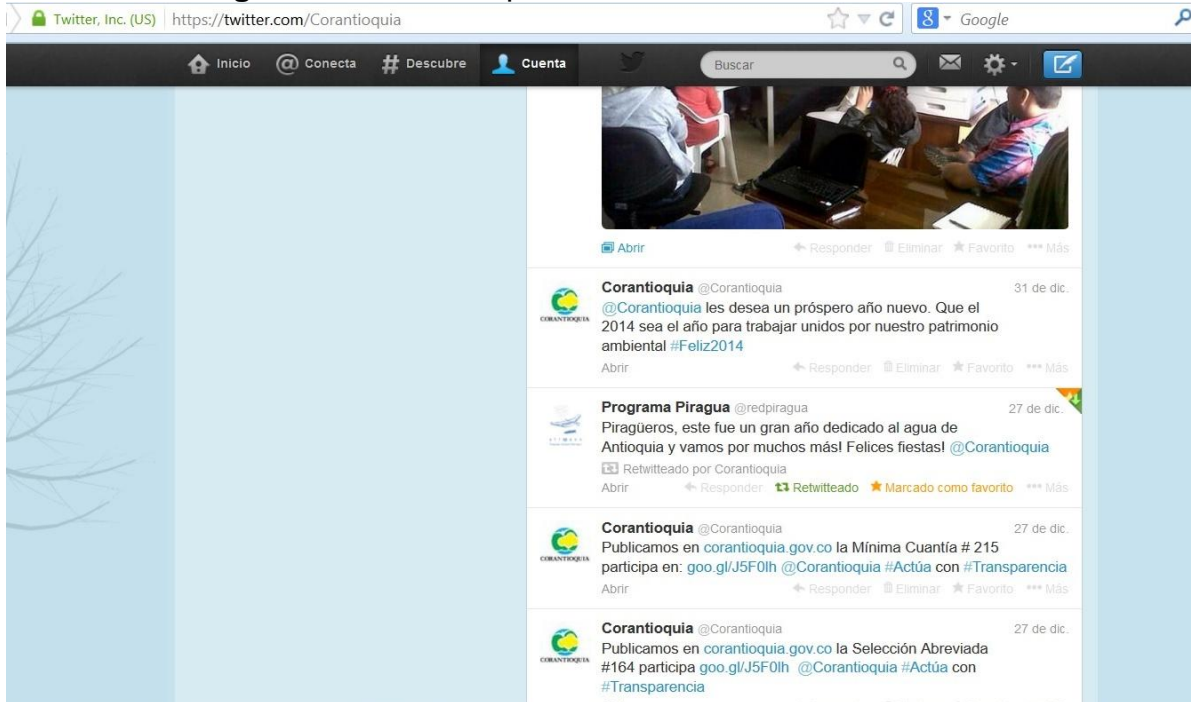 Twitter, Inc. (US) https://twitter.com/Corantioquia Google
Inicio Conecta Descubre Cuenta Buscar
Abrir Responder Eliminar Favorito Más
Corantioquia @Corantioquia 31 de dic.
@Corantioquia les desea un próspero año nuevo. Que el
2014 sea el año para trabajar unidos por nuestro patrimonio
ambiental #Feliz2014
Abrir Responder Eliminar Favorito Más
CORANTIOQUIA
Programa Piragua @redpiragua 27 de dic.
Piragüeros, este fue un gran año dedicado al agua de
Antioquia y vamos por muchos más! Felices fiestas! @Corantioquia
Retwitteado por Corantioquia
Abrir Responder Retwitteado Marcado como favorito Más
Corantioquia @Corantioquia 27 de dic.
Publicamos en corantioquia.gov.co la Mínima Cuantía # 215
participa en: goo.gl/J5F0lh @Corantioquia #Actúa con #Transparencia
Abrir Responder Eliminar Favorito Más
CORANTIOQUIA
Corantioquia @Corantioquia 27 de dic.
Publicamos en corantioquia.gov.co la Selección Abreviada
#164 participa goo.gl/J5F0lh @Corantioquia #Actúa con
#Transparencia
CORANTIOQUIA